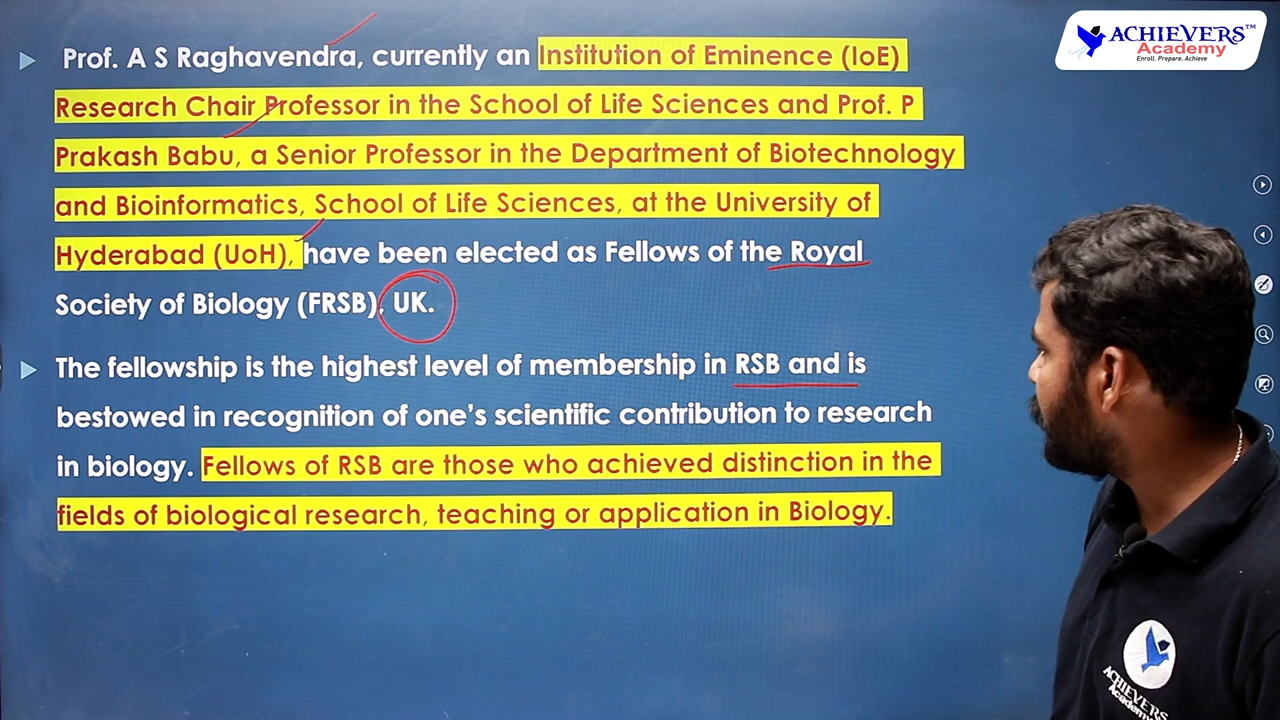 ACHIEVERS™
Academy
Enroll. Prepare. Achieve
Prof. A S Raghavendra, currently an Institution of Eminence (IoE)
Research Chair Professor in the School of Life Sciences and Prof. P
Prakash Babu, a Senior Professor in the Department of Biotechnology
and Bioinformatics, School of Life Sciences, at the University of
Hyderabad (UoH), have been elected as Fellows of the Royal
Society of Biology (FRSB), UK.
The fellowship is the highest level of membership in RSB and is
bestowed in recognition of one’s scientific contribution to research
in biology. Fellows of RSB are those who achieved distinction in the
fields of biological research, teaching or application in Biology.
ACHIEVERS
Academy